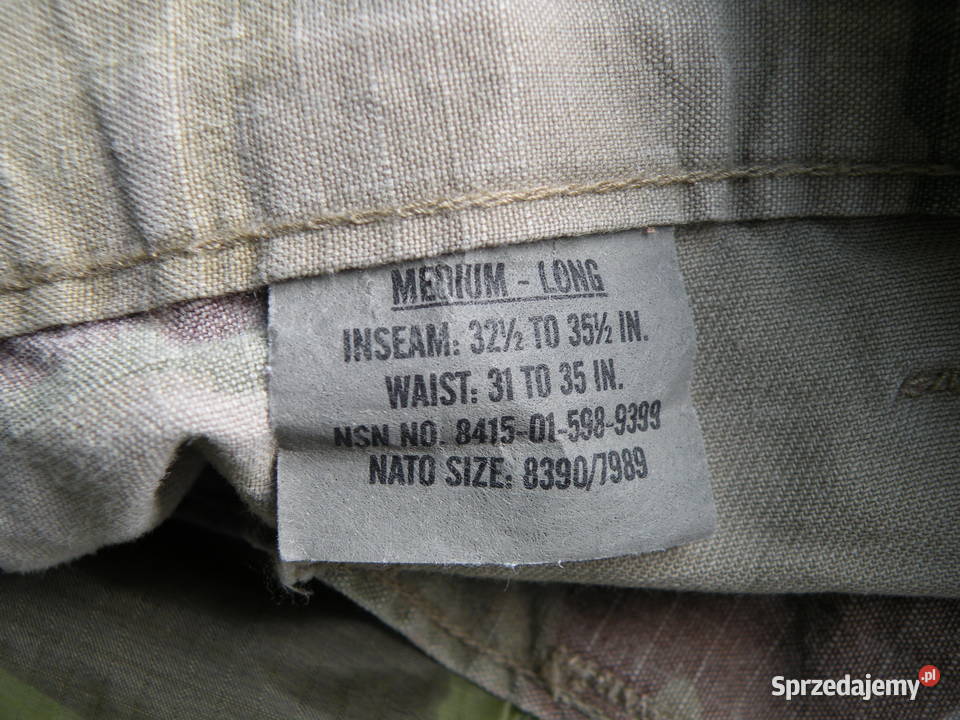 MEDIUM - LONG
INSEAM: 32½ TO 35½ IN.
WAIST: 31 TO 35 IN.
NSN NO. 8415-01-598-9399
NATO SIZE: 8390/7989
Sprzedajemy.pl